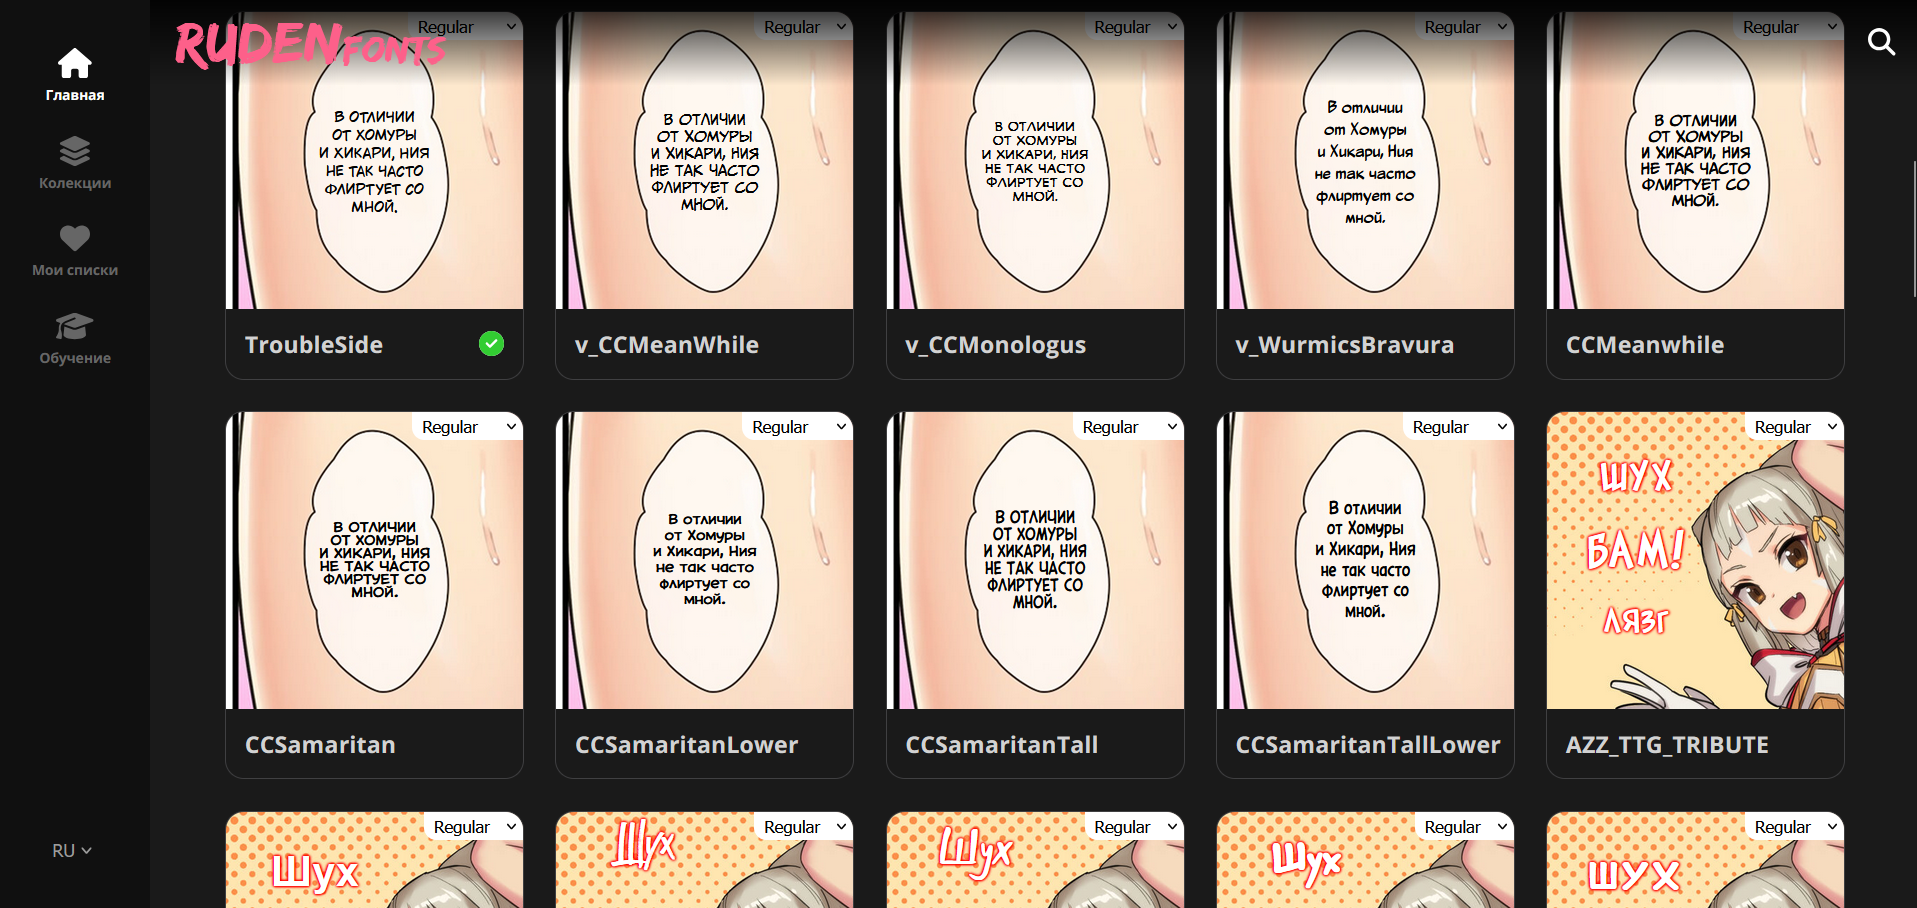 RUDEN FONTS
Главная
Колекции
Мои списки
Обучение
RU
Regular
В ОТЛИЧИИ
ОТ ХОМУРЫ
И ХИКАРИ, НИЯ
НЕ ТАК ЧАСТО
ФЛИРТУЕТ СО
МНОЙ.
TroubleSide
Regular
В ОТЛИЧИИ
ОТ ХОМУРЫ
И ХИКАРИ, НИЯ
НЕ ТАК ЧАСТО
ФЛИРТУЕТ СО
МНОЙ.
v_CCMeanWhile
Regular
В ОТЛИЧИИ
ОТ ХОМУРЫ
И ХИКАРИ, НИЯ
НЕ ТАК ЧАСТО
ФЛИРТУЕТ СО
МНОЙ.
v_CCMonologus
Regular
В отличии
от Хомуры
и Хикари, Ния
не так часто
флиртует со
мной.
v_WurmicsBravura
Regular
В ОТЛИЧИИ
ОТ ХОМУРЫ
И ХИКАРИ, НИЯ
НЕ ТАК ЧАСТО
ФЛИРТУЕТ СО
МНОЙ.
CCMeanwhile
Regular
В ОТЛИЧИИ
ОТ ХОМУРЫ
И ХИКАРИ, НИЯ
НЕ ТАК ЧАСТО
ФЛИРТУЕТ СО
МНОЙ.
CCSamaritan
Regular
В отличии
от Хомуры
и Хикари, Ния
не так часто
флиртует со
мной.
CCSamaritanLower
Regular
В ОТЛИЧИИ
ОТ ХОМУРЫ
И ХИКАРИ, НИЯ
НЕ ТАК ЧАСТО
ФЛИРТУЕТ СО
МНОЙ.
CCSamaritanTall
Regular
В отличии
от Хомуры
и Хикари, Ния
не так часто
флиртует со
мной.
CCSamaritanTallLower
Regular
ШУХ
БАМ!
ЛЯЗГ
AZZ_TTG_TRIBUTE
Regular
Шух
Regular
Шух
Regular
Шух
Regular
Шух
Regular
ШУХ